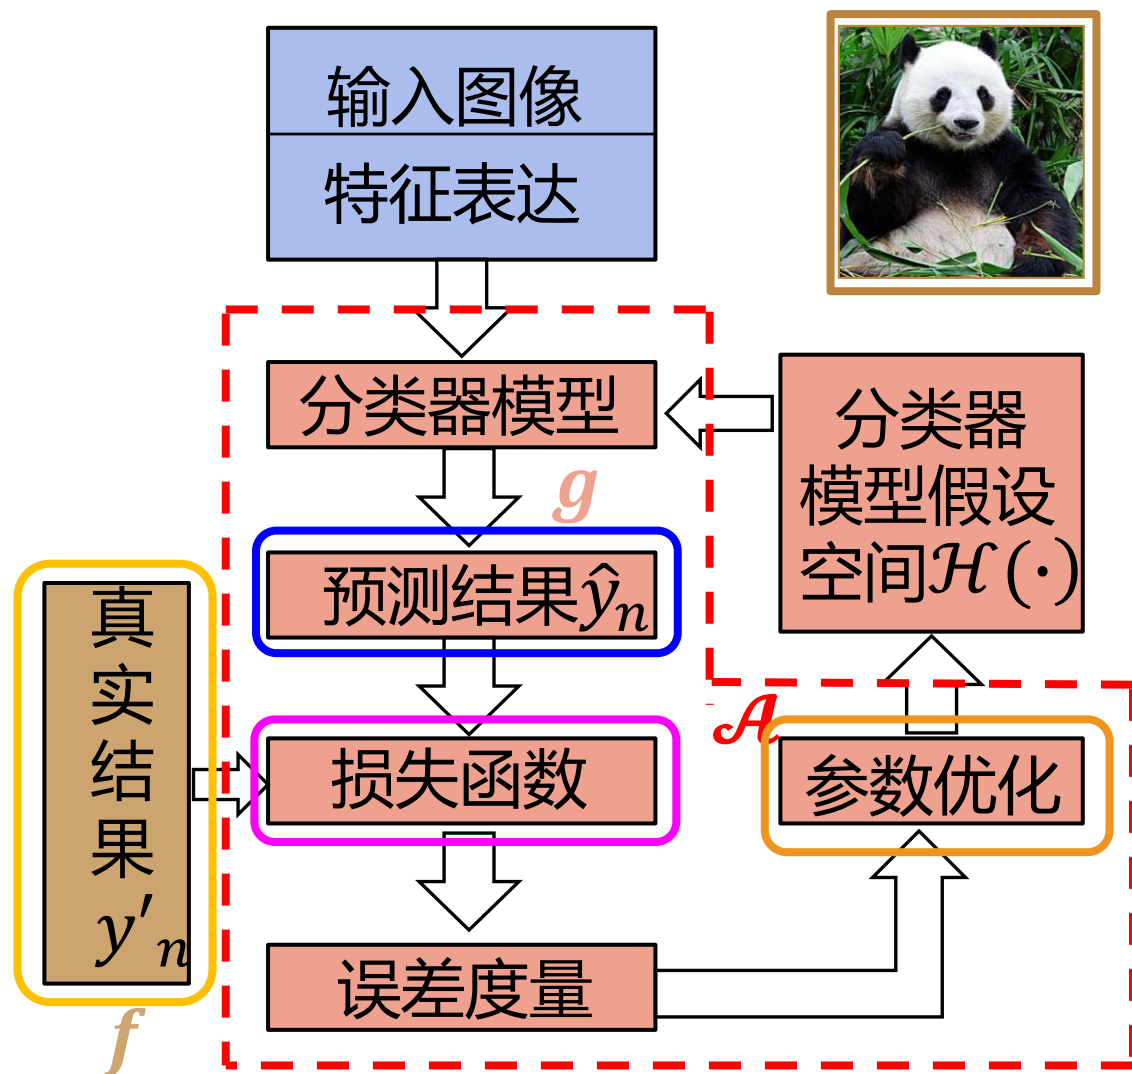 输入图像
特征表达
分类器模型
g
分类器
模型假设
空间ℋ(·)
预测结果ŷₙ
真
实
结
果
y'ₙ
f
损失函数
𝒜
参数优化
误差度量